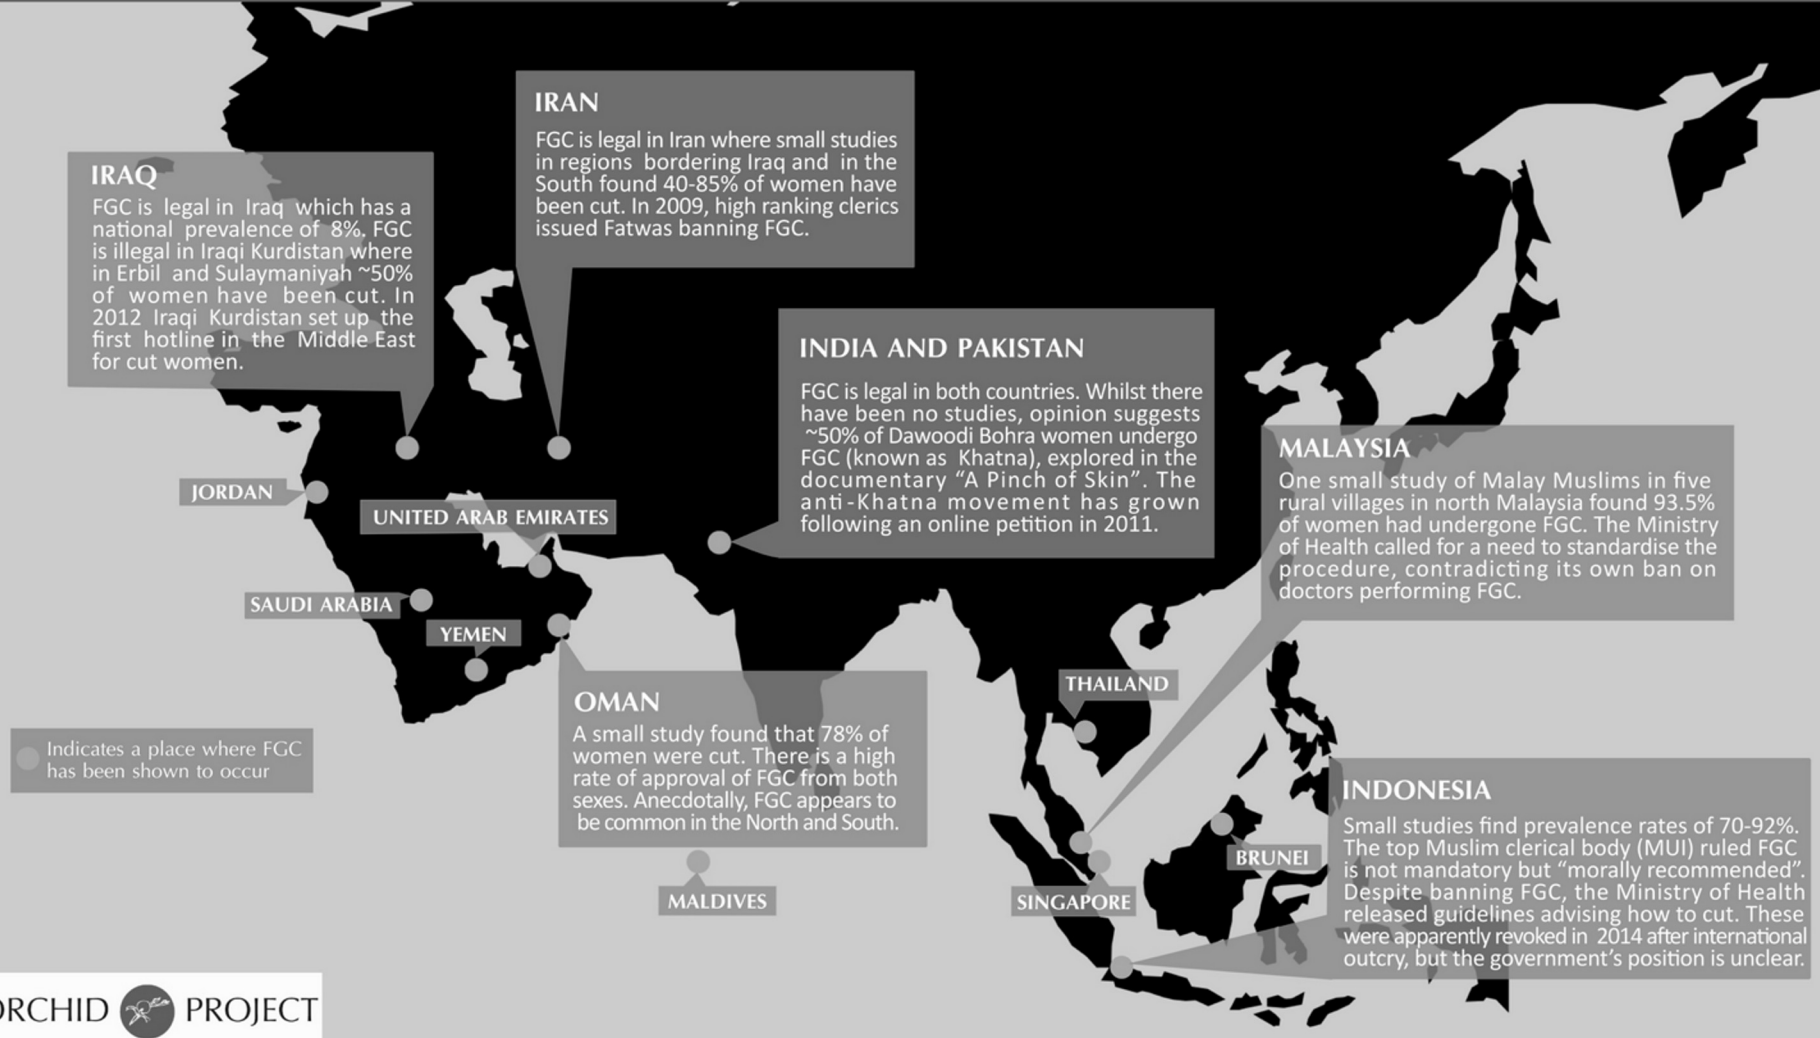 IRAN
FGC is legal in Iran where small studies
in regions bordering Iraq and in the
South found 40-85% of women have
been cut. In 2009, high ranking clerics
issued Fatwas banning FGC.
IRAQ
FGC is legal in Iraq which has a
national prevalence of 8%. FGC
is illegal in Iraqi Kurdistan where
in Erbil and Sulaymaniyah ~50%
of women have been cut. In
2012 Iraqi Kurdistan set up the
first hotline in the Middle East
for cut women.
INDIA AND PAKISTAN
FGC is legal in both countries. Whilst there
have been no studies, opinion suggests
~50% of Dawoodi Bohra women undergo
FGC (known as Khatna), explored in the
documentary “A Pinch of Skin”. The
anti-Khatna movement has grown
following an online petition in 2011.
MALAYSIA
One small study of Malay Muslims in five
rural villages in north Malaysia found 93.5%
of women had undergone FGC. The Ministry
of Health called for a need to standardise the
procedure, contradicting its own ban on
doctors performing FGC.
JORDAN
UNITED ARAB EMIRATES
SAUDI ARABIA
YEMEN
OMAN
A small study found that 78% of
women were cut. There is a high
rate of approval of FGC from both
sexes. Anecdotally, FGC appears to
be common in the North and South.
THAILAND
Indicates a place where FGC
has been shown to occur
INDONESIA
Small studies find prevalence rates of 70-92%.
The top Muslim clerical body (MUI) ruled FGC
is not mandatory but “morally recommended”.
Despite banning FGC, the Ministry of Health
released guidelines advising how to cut. These
were apparently revoked in 2014 after international
outcry, but the government’s position is unclear.
BRUNEI
MALDIVES
SINGAPORE
ORCHID PROJECT